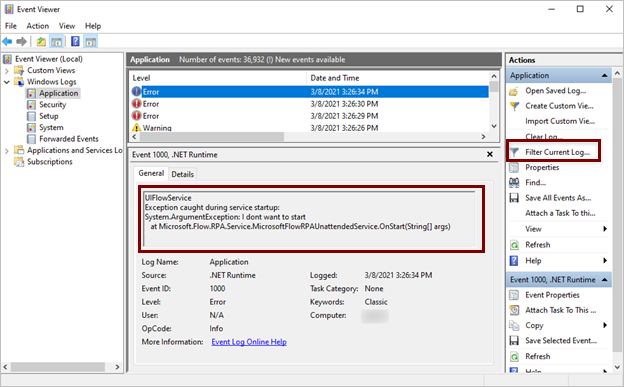 Event Viewer
File Action View Help
Event Viewer (Local)
Custom Views
Windows Logs
Application
Security
Setup
System
Forwarded Events
Applications and Services Lo
Subscriptions
Application Number of events: 36,932 (!) New events available
Level Date and Time
Error 3/8/2021 3:26:34 PM
Error 3/8/2021 3:26:30 PM
Error 3/8/2021 3:26:29 PM
Warning 3/8/2021 3:26:26 PM
Event 1000, .NET Runtime
General Details
UIFlowService
Exception caught during service startup:
System.ArgumentException: I dont want to start
at Microsoft.Flow.RPA.Service.MicrosoftFlowRPAUnattendedService.OnStart(String[] args)
Log Name: Application
Source: .NET Runtime Logged: 3/8/2021 3:26:34 PM
Event ID: 1000 Task Category: None
Level: Error Keywords: Classic
User: N/A Computer:
OpCode: Info
More Information: Event Log Online Help
Actions
Application
Open Saved Log...
Create Custom Vie...
Import Custom Vie...
Clear Log...
Filter Current Log...
Properties
Find...
Save All Events As...
Attach a Task To thi...
View
Refresh
Help
Event 1000, .NET Runtime
Event Properties
Attach Task To This ...
Copy
Save Selected Event...
Refresh
Help